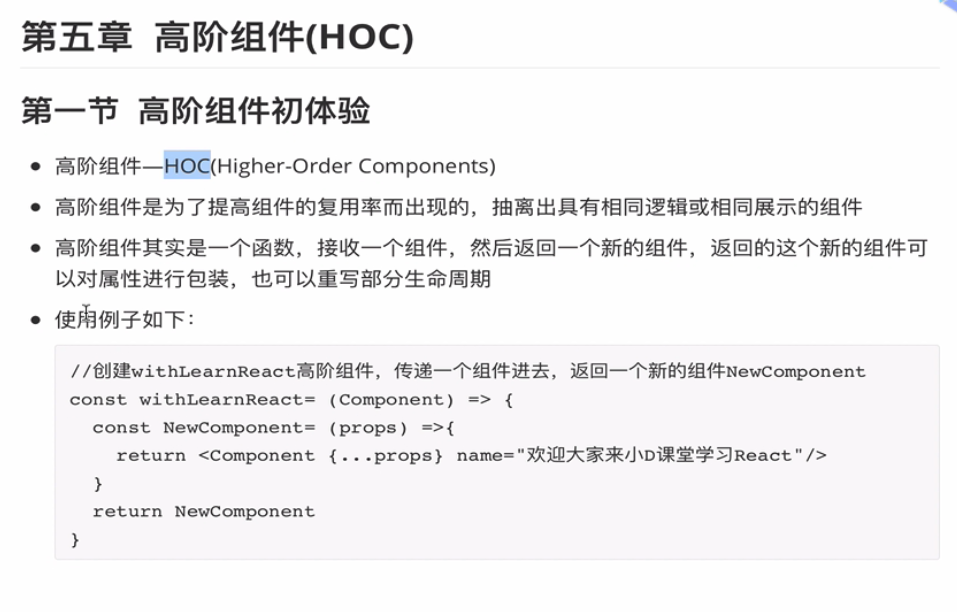 第五章 高阶组件(HOC)
第一节 高阶组件初体验
高阶组件—HOC(Higher-Order Components)
高阶组件是为了提高组件的复用率而出现的，抽离出具有相同逻辑或相同展示的组件
高阶组件其实是一个函数，接收一个组件，然后返回一个新的组件，返回的这个新的组件可
以对属性进行包装，也可以重写部分生命周期
使用例子如下：
//创建withLearnReact高阶组件，传递一个组件进去，返回一个新的组件NewComponent
const withLearnReact= (Component) => {
  const NewComponent= (props) =>{
    return <Component {...props} name="欢迎大家来小D课堂学习React"/>
  }
  return NewComponent
}